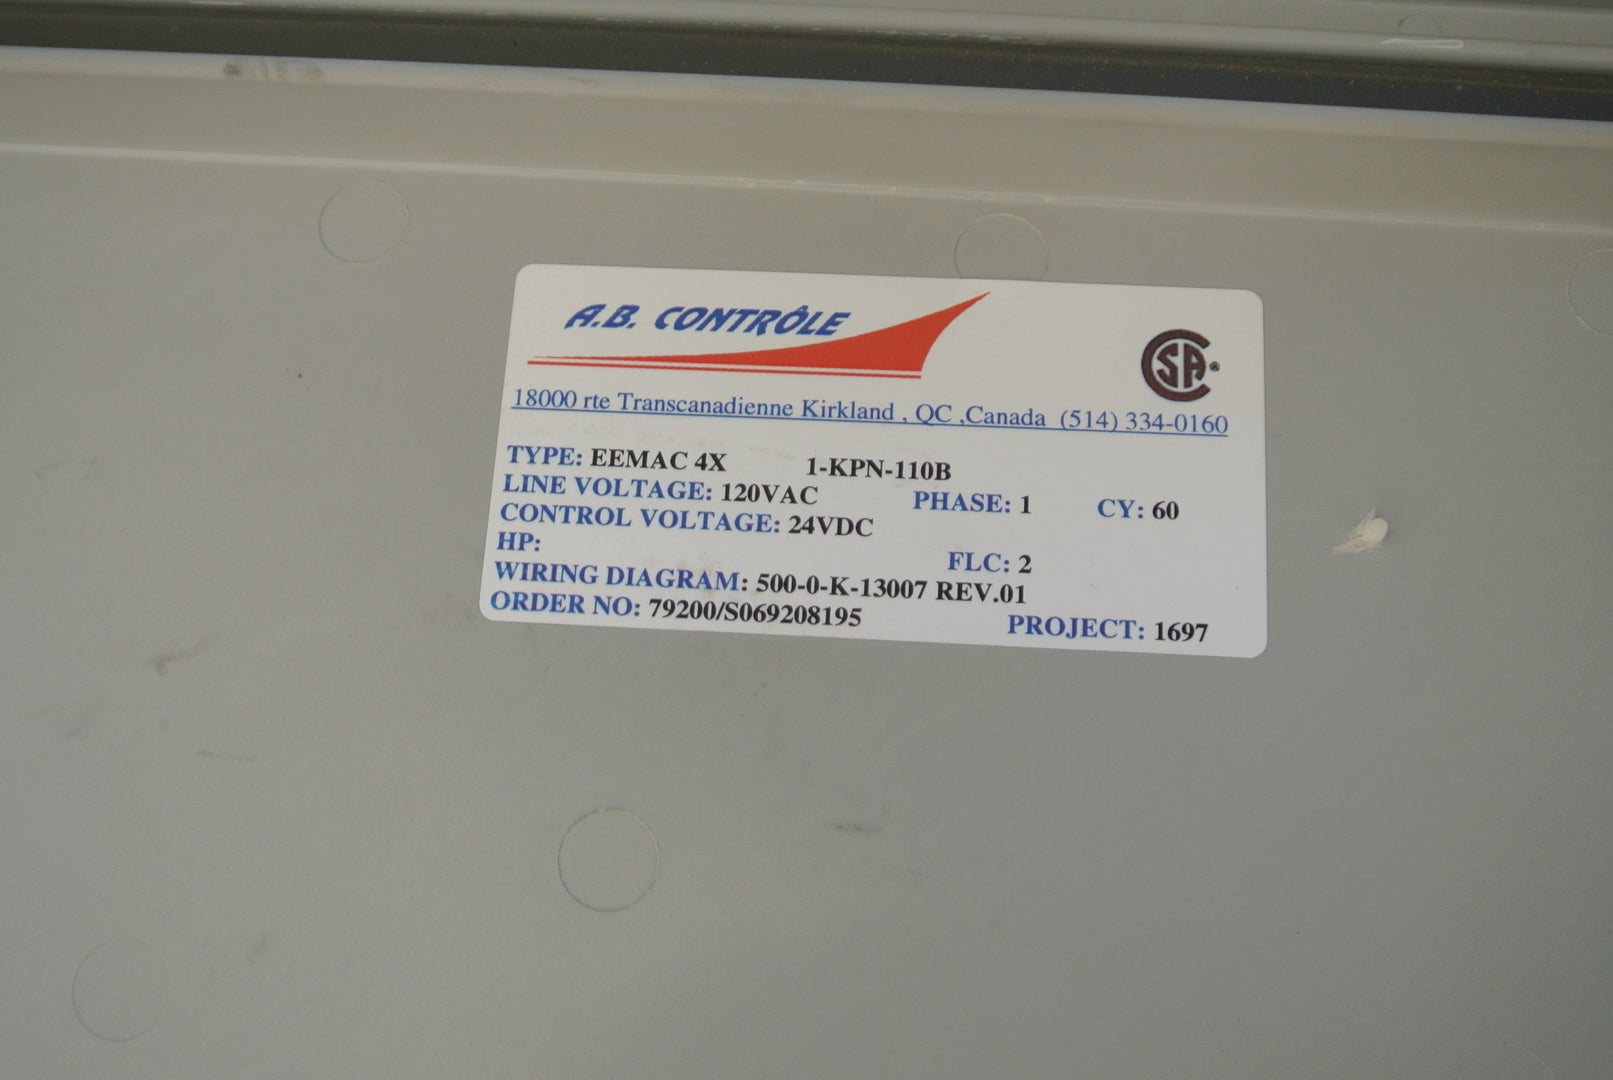 A.B. CONTRÔLE
CSA®
18000 rte Transcanadienne Kirkland , QC ,Canada (514) 334-0160
TYPE: EEMAC 4X 1-KPN-110B
LINE VOLTAGE: 120VAC PHASE: 1 CY: 60
CONTROL VOLTAGE: 24VDC
HP: FLC: 2
WIRING DIAGRAM: 500-0-K-13007 REV.01
ORDER NO: 79200/S069208195 PROJECT: 1697